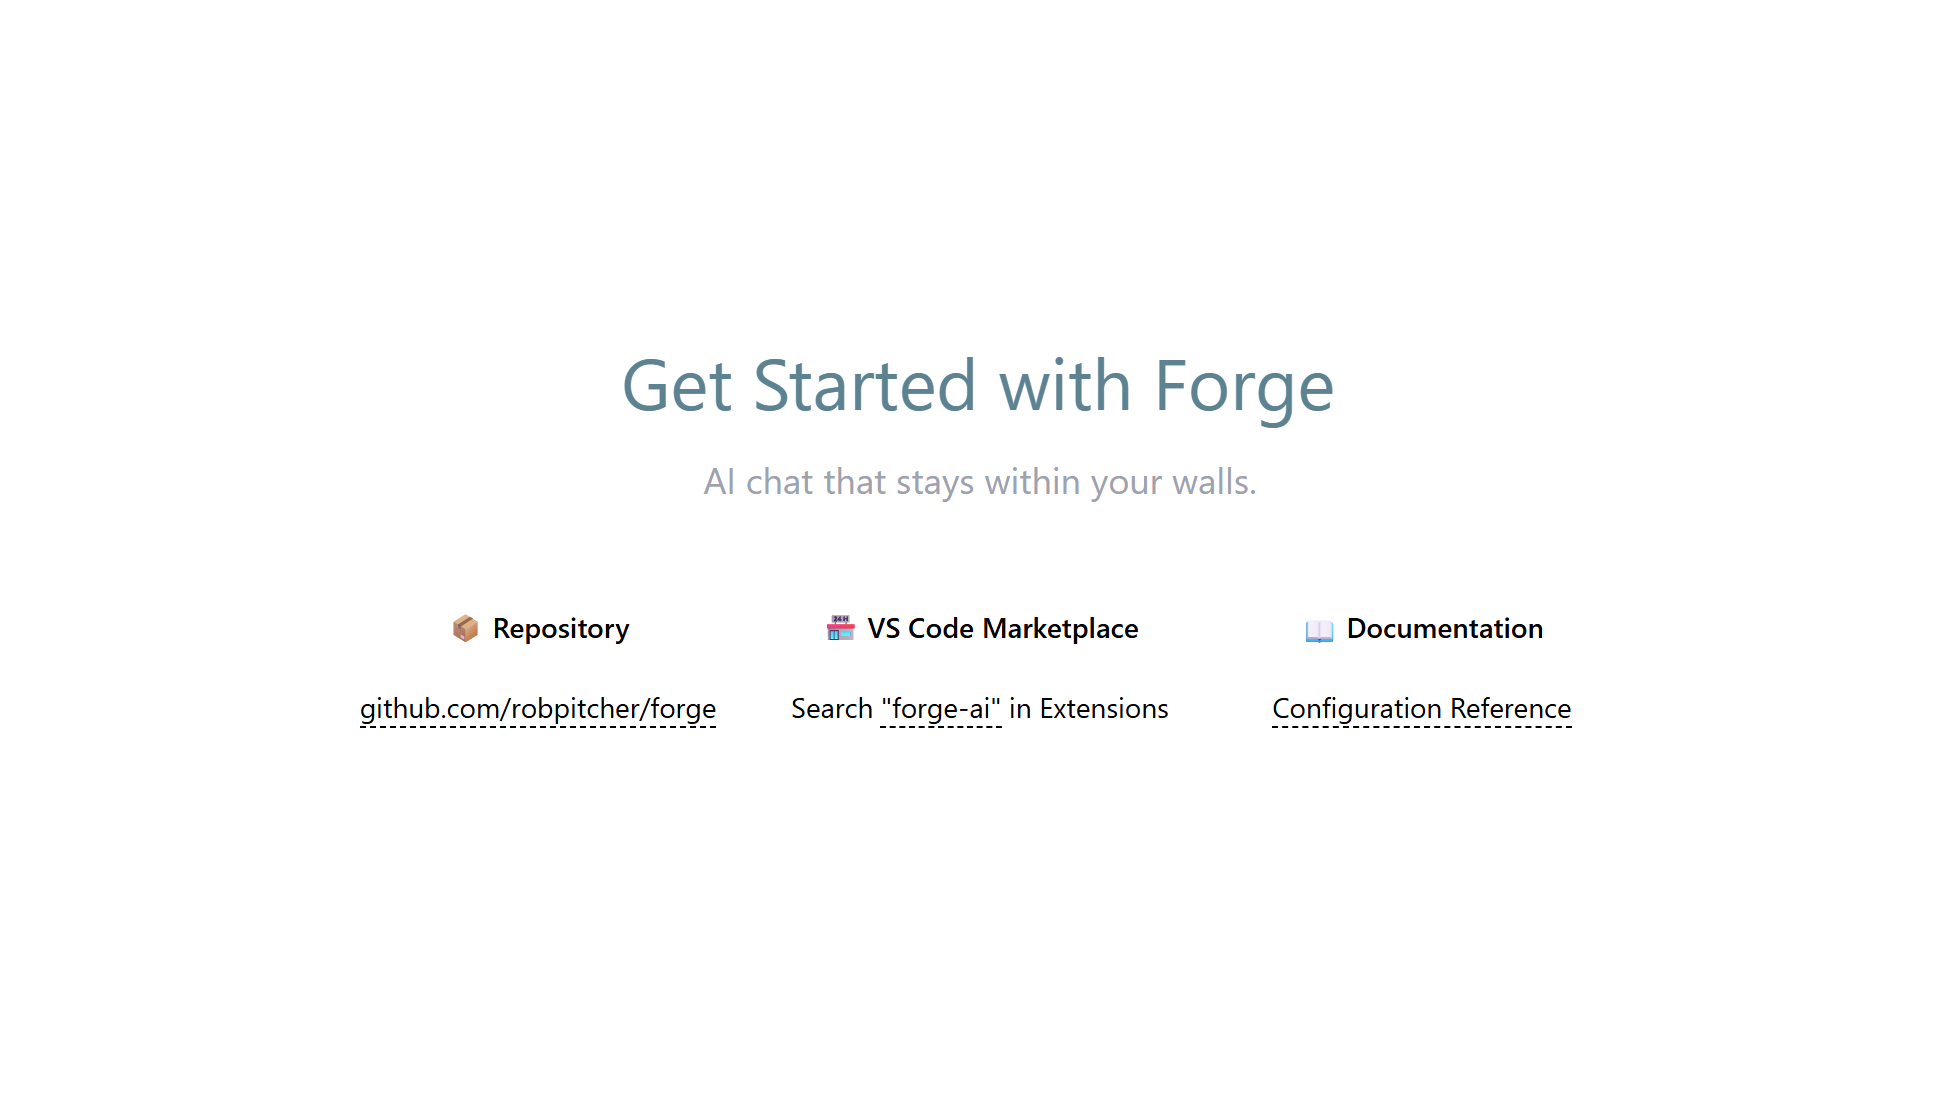 Get Started with Forge
AI chat that stays within your walls.
📦 Repository
github.com/robpitcher/forge
🏪 VS Code Marketplace
Search "forge-ai" in Extensions
📖 Documentation
Configuration Reference